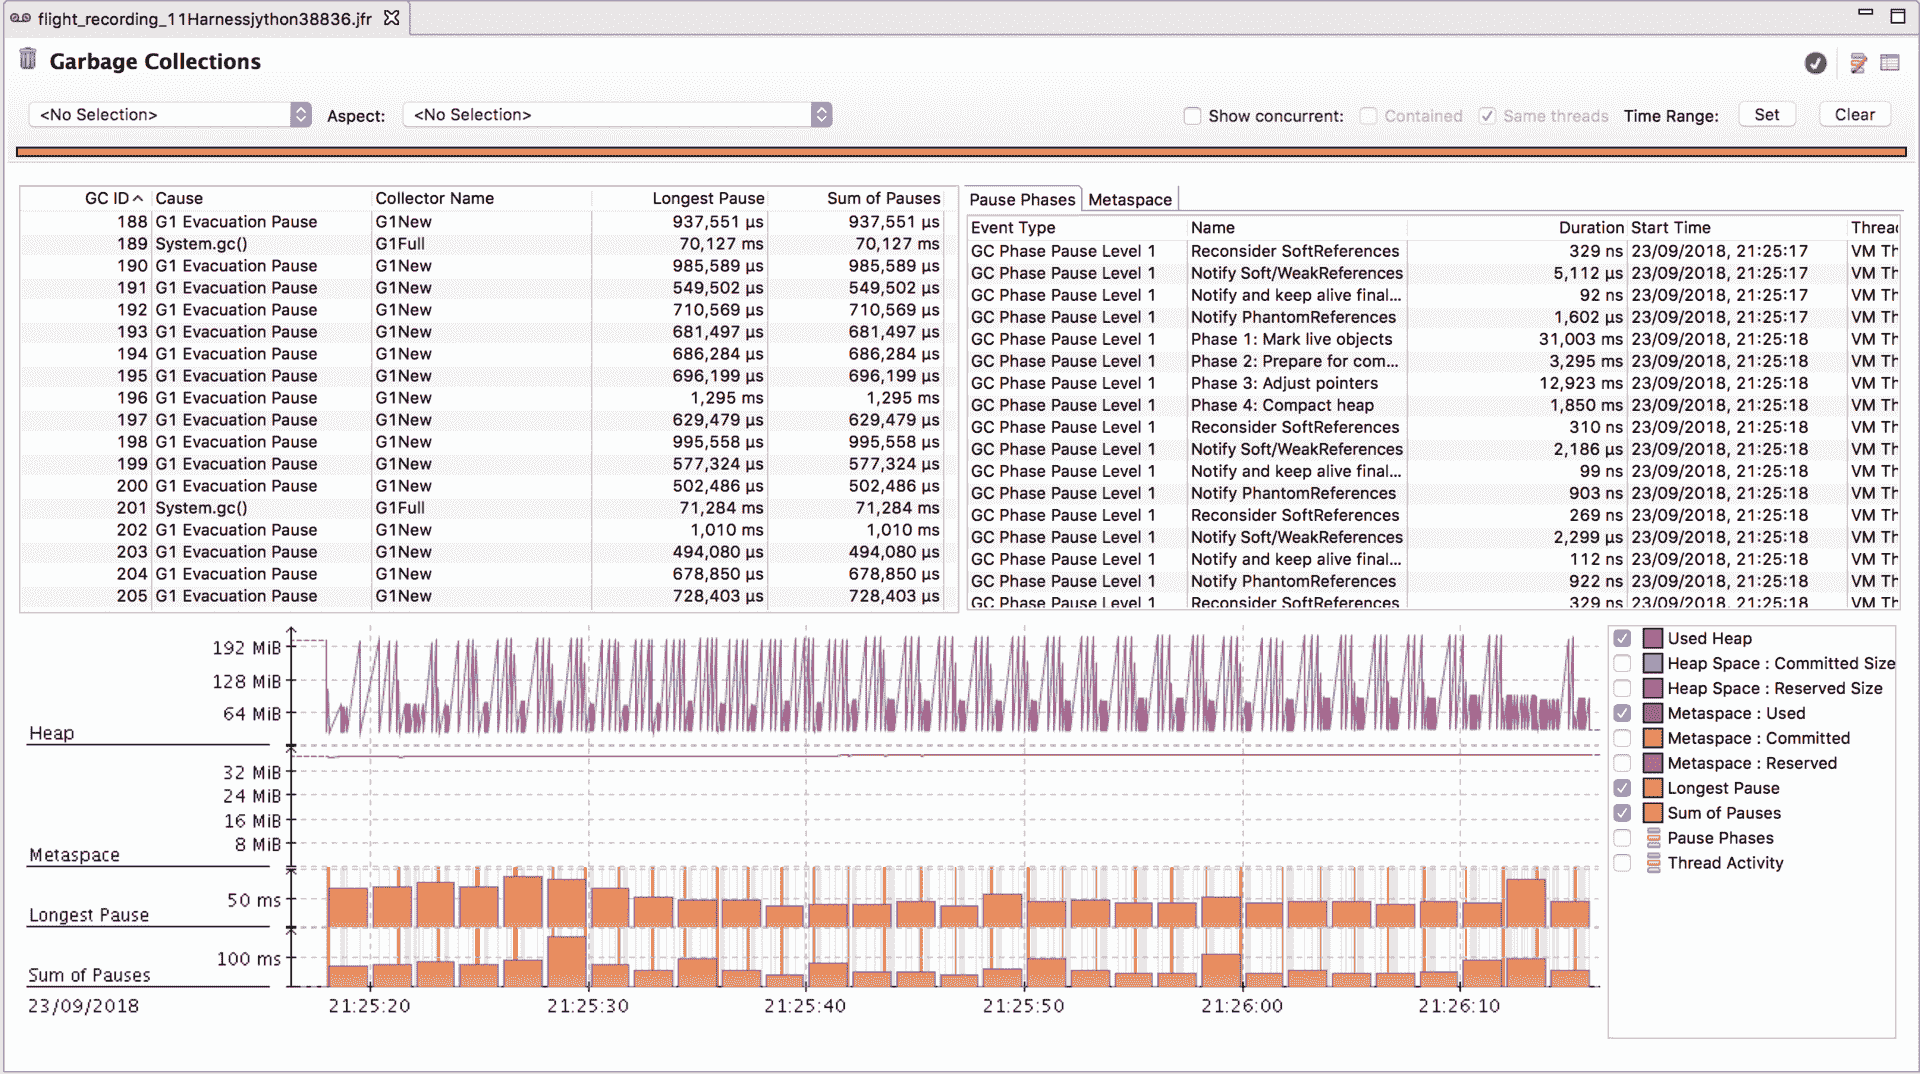 flight_recording_11Harnessjython38836.jfr
Garbage Collections
<No Selection> Aspect: <No Selection> Show concurrent: Contained Same threads Time Range: Set Clear
GC ID Cause Collector Name Longest Pause Sum of Pauses
188 G1 Evacuation Pause G1New 937,551 µs 937,551 µs
189 System.gc() G1Full 70,127 ms 70,127 ms
190 G1 Evacuation Pause G1New 985,589 µs 985,589 µs
191 G1 Evacuation Pause G1New 549,502 µs 549,502 µs
192 G1 Evacuation Pause G1New 710,569 µs 710,569 µs
193 G1 Evacuation Pause G1New 681,497 µs 681,497 µs
194 G1 Evacuation Pause G1New 686,284 µs 686,284 µs
195 G1 Evacuation Pause G1New 696,199 µs 696,199 µs
196 G1 Evacuation Pause G1New 1,295 ms 1,295 ms
197 G1 Evacuation Pause G1New 629,479 µs 629,479 µs
198 G1 Evacuation Pause G1New 995,558 µs 995,558 µs
199 G1 Evacuation Pause G1New 577,324 µs 577,324 µs
200 G1 Evacuation Pause G1New 502,486 µs 502,486 µs
201 System.gc() G1Full 71,284 ms 71,284 ms
202 G1 Evacuation Pause G1New 1,010 ms 1,010 ms
203 G1 Evacuation Pause G1New 494,080 µs 494,080 µs
204 G1 Evacuation Pause G1New 678,850 µs 678,850 µs
205 G1 Evacuation Pause G1New 728,403 µs 728,403 µs
Pause Phases Metaspace
Event Type Name Duration Start Time Threa
GC Phase Pause Level 1 Reconsider SoftReferences 329 ns 23/09/2018, 21:25:17 VM Th
GC Phase Pause Level 1 Notify Soft/WeakReferences 5,112 µs 23/09/2018, 21:25:17 VM Th
GC Phase Pause Level 1 Notify and keep alive final... 92 ns 23/09/2018, 21:25:17 VM Th
GC Phase Pause Level 1 Notify PhantomReferences 1,602 µs 23/09/2018, 21:25:17 VM Th
GC Phase Pause Level 1 Phase 1: Mark live objects 31,003 ms 23/09/2018, 21:25:18 VM Th
GC Phase Pause Level 1 Phase 2: Prepare for com... 3,295 ms 23/09/2018, 21:25:18 VM Th
GC Phase Pause Level 1 Phase 3: Adjust pointers 12,923 ms 23/09/2018, 21:25:18 VM Th
GC Phase Pause Level 1 Phase 4: Compact heap 1,850 ms 23/09/2018, 21:25:18 VM Th
GC Phase Pause Level 1 Reconsider SoftReferences 310 ns 23/09/2018, 21:25:18 VM Th
GC Phase Pause Level 1 Notify Soft/WeakReferences 2,186 µs 23/09/2018, 21:25:18 VM Th
GC Phase Pause Level 1 Notify and keep alive final... 99 ns 23/09/2018, 21:25:18 VM Th
GC Phase Pause Level 1 Notify PhantomReferences 903 ns 23/09/2018, 21:25:18 VM Th
GC Phase Pause Level 1 Reconsider SoftReferences 269 ns 23/09/2018, 21:25:18 VM Th
GC Phase Pause Level 1 Notify Soft/WeakReferences 2,299 µs 23/09/2018, 21:25:18 VM Th
GC Phase Pause Level 1 Notify and keep alive final... 112 ns 23/09/2018, 21:25:18 VM Th
GC Phase Pause Level 1 Notify PhantomReferences 922 ns 23/09/2018, 21:25:18 VM Th
GC Phase Pause Level 1 Reconsider SoftReferences 329 ns 23/09/2018, 21:25:18 VM Th
192 MiB
128 MiB
64 MiB
Heap
32 MiB
24 MiB
16 MiB
8 MiB
Metaspace
50 ms
Longest Pause
100 ms
Sum of Pauses
23/09/2018 21:25:20 21:25:30 21:25:40 21:25:50 21:26:00 21:26:10
Used Heap
Heap Space : Committed Size
Heap Space : Reserved Size
Metaspace : Used
Metaspace : Committed
Metaspace : Reserved
Longest Pause
Sum of Pauses
Pause Phases
Thread Activity